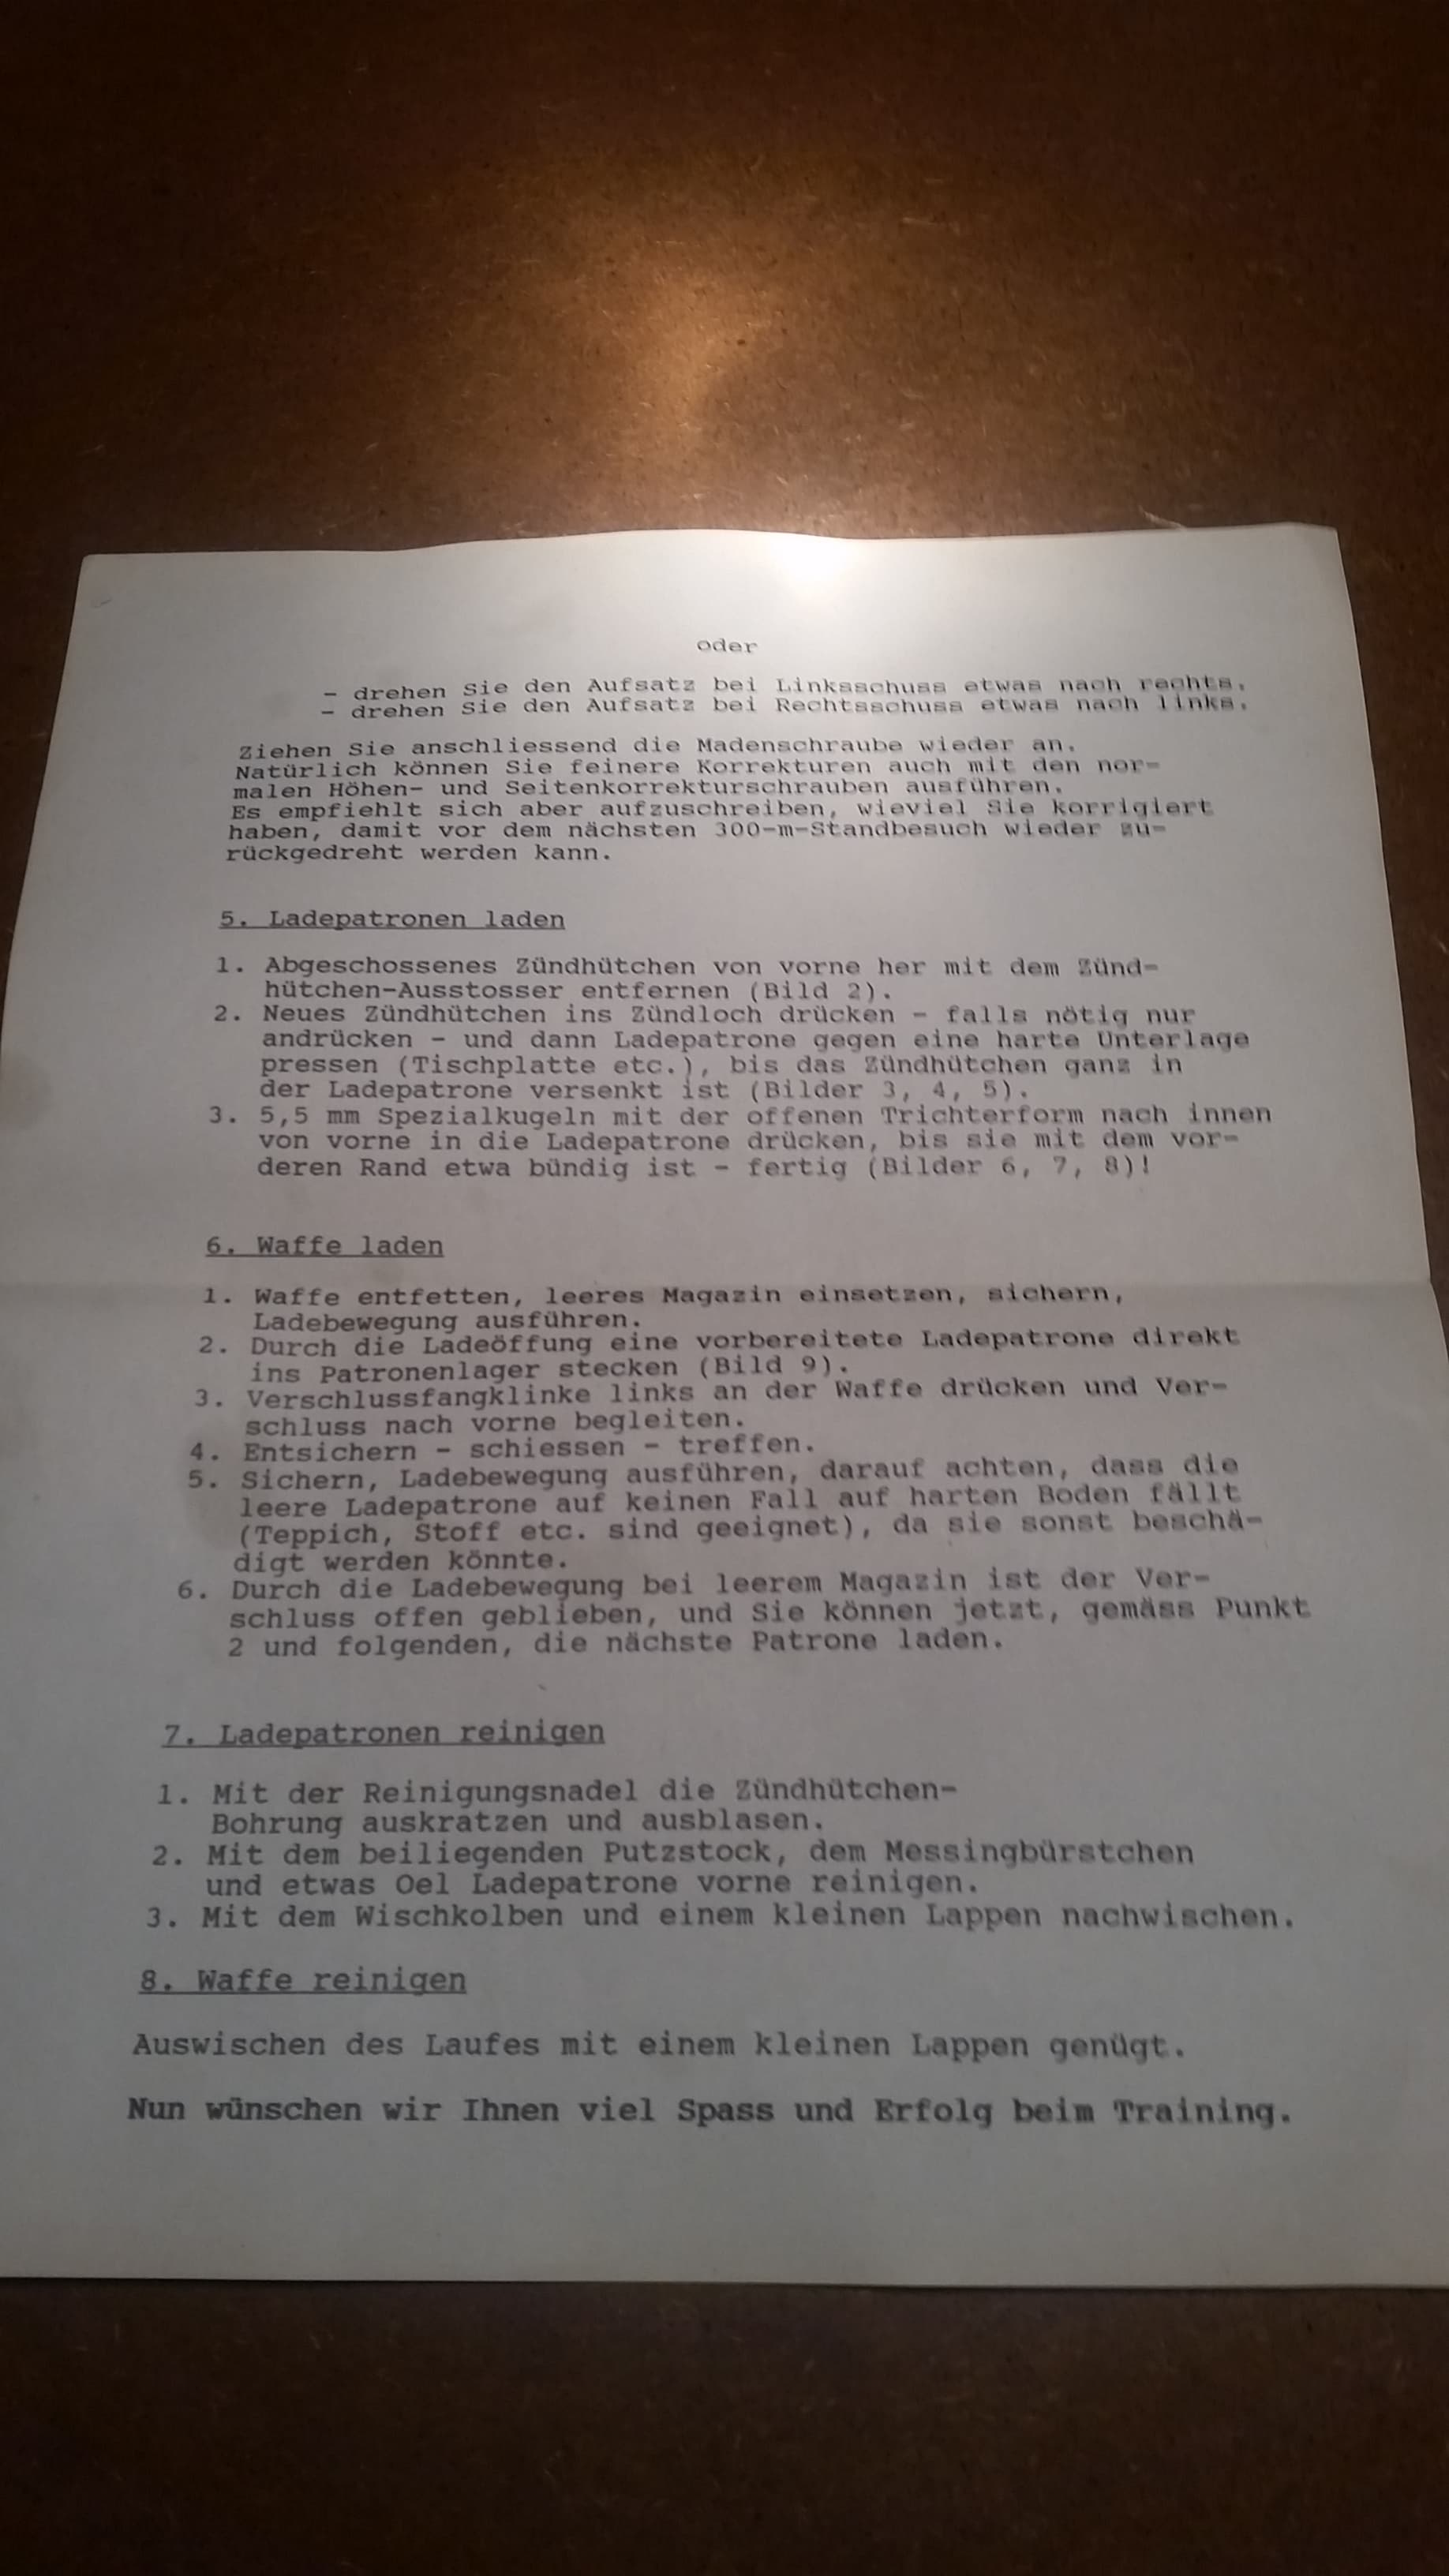 oder
- drehen Sie den Aufsatz bei Linksschuss etwas nach rechts.
- drehen Sie den Aufsatz bei Rechtsschuss etwas nach links.
Ziehen Sie anschliessend die Madenschraube wieder an.
Natürlich können Sie feinere Korrekturen auch mit den nor-
malen Höhen- und Seitenkorrekturschrauben ausführen.
Es empfiehlt sich aber aufzuschreiben, wieviel Sie korrigiert
haben, damit vor dem nächsten 300-m-Standbesuch wieder zu-
rückgedreht werden kann.
5. Ladepatronen laden
1. Abgeschossenes Zündhütchen von vorne her mit dem Zünd-
hütchen-Ausstosser entfernen (Bild 2).
2. Neues Zündhütchen ins Zündloch drücken - falls nötig nur
andrücken - und dann Ladepatrone gegen eine harte Unterlage
pressen (Tischplatte etc.), bis das Zündhütchen ganz in
der Ladepatrone versenkt ist (Bilder 3, 4, 5).
3. 5,5 mm Spezialkugeln mit der offenen Trichterform nach innen
von vorne in die Ladepatrone drücken, bis sie mit dem vor-
deren Rand etwa bündig ist - fertig (Bilder 6, 7, 8)!
6. Waffe laden
1. Waffe entfetten, leeres Magazin einsetzen, sichern,
Ladebewegung ausführen.
2. Durch die Ladeöffung eine vorbereitete Ladepatrone direkt
ins Patronenlager stecken (Bild 9).
3. Verschlussfangklinke links an der Waffe drücken und Ver-
schluss nach vorne begleiten.
4. Entsichern - schiessen - treffen.
5. Sichern, Ladebewegung ausführen, darauf achten, dass die
leere Ladepatrone auf keinen Fall auf harten Boden fällt
(Teppich, Stoff etc. sind geeignet), da sie sonst beschä-
digt werden könnte.
6. Durch die Ladebewegung bei leerem Magazin ist der Ver-
schluss offen geblieben, und Sie können jetzt, gemäss Punkt
2 und folgenden, die nächste Patrone laden.
7. Ladepatronen reinigen
1. Mit der Reinigungsnadel die Zündhütchen-
Bohrung auskratzen und ausblasen.
2. Mit dem beiliegenden Putzstock, dem Messingbürstchen
und etwas Oel Ladepatrone vorne reinigen.
3. Mit dem Wischkolben und einem kleinen Lappen nachwischen.
8. Waffe reinigen
Auswischen des Laufes mit einem kleinen Lappen genügt.
Nun wünschen wir Ihnen viel Spass und Erfolg beim Training.